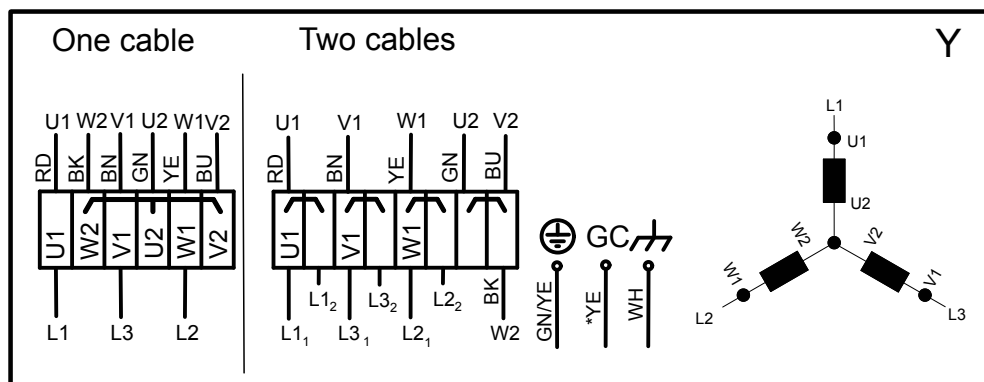 One cable
Two cables
Y
U1 W2 V1 U2 W1 V2
RD BK BN GN YE BU
U1 W2 V1 U2 W1 V2
L1 L3 L2
U1 V1 W1 U2 V2
RD BN YE GN BU
U1 V1 W1 BK
L1₂ L3₂ L2₂
L1₁ L3₁ L2₁ W2
GC
GN/YE *YE WH
L1
U1
U2
W2 V2
W1 V1
L2 L3